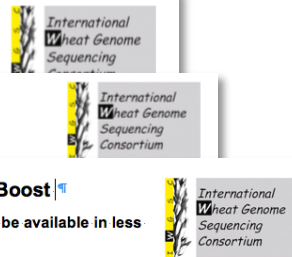 International
Wheat Genome
Sequencing
Consortium
International
Wheat Genome
Sequencing
Consortium
Boost ¶
be available in less
International
Wheat Genome
Sequencing
Consortium
I W G S C